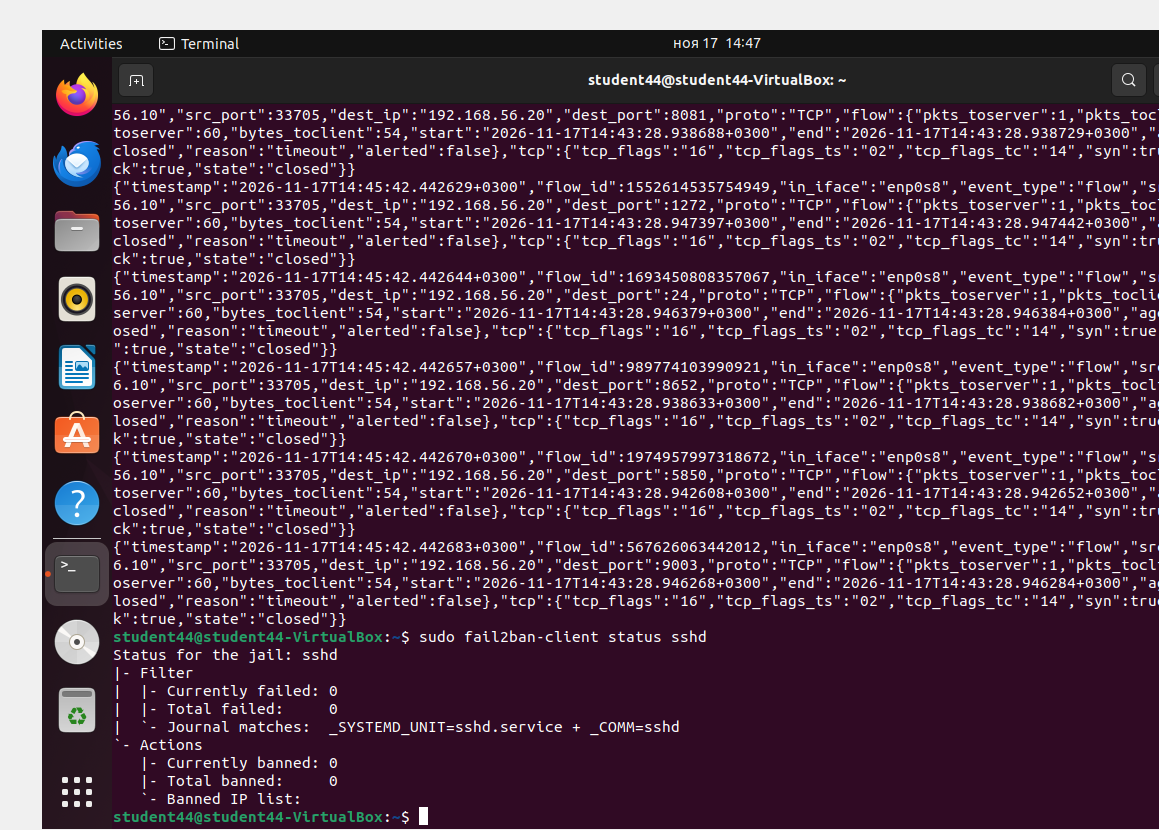 Activities Terminal ноя 17 14:47
student44@student44-VirtualBox: ~
56.10","src_port":33705,"dest_ip":"192.168.56.20","dest_port":8081,"proto":"TCP","flow":{"pkts_toserver":1,"pkts_tocl
toserver":60,"bytes_toclient":54,"start":"2026-11-17T14:43:28.938688+0300","end":"2026-11-17T14:43:28.938729+0300","
closed","reason":"timeout","alerted":false},"tcp":{"tcp_flags":"16","tcp_flags_ts":"02","tcp_flags_tc":"14","syn":tru
ck":true,"state":"closed"}}
{"timestamp":"2026-11-17T14:45:42.442629+0300","flow_id":1552614535754949,"in_iface":"enp0s8","event_type":"flow","s
56.10","src_port":33705,"dest_ip":"192.168.56.20","dest_port":1272,"proto":"TCP","flow":{"pkts_toserver":1,"pkts_tocl
toserver":60,"bytes_toclient":54,"start":"2026-11-17T14:43:28.947397+0300","end":"2026-11-17T14:43:28.947442+0300","
closed","reason":"timeout","alerted":false},"tcp":{"tcp_flags":"16","tcp_flags_ts":"02","tcp_flags_tc":"14","syn":tru
ck":true,"state":"closed"}}
{"timestamp":"2026-11-17T14:45:42.442644+0300","flow_id":1693450808357067,"in_iface":"enp0s8","event_type":"flow","s
56.10","src_port":33705,"dest_ip":"192.168.56.20","dest_port":24,"proto":"TCP","flow":{"pkts_toserver":1,"pkts_tocli
server":60,"bytes_toclient":54,"start":"2026-11-17T14:43:28.946379+0300","end":"2026-11-17T14:43:28.946384+0300","ag
osed","reason":"timeout","alerted":false},"tcp":{"tcp_flags":"16","tcp_flags_ts":"02","tcp_flags_tc":"14","syn":true
":true,"state":"closed"}}
{"timestamp":"2026-11-17T14:45:42.442657+0300","flow_id":989774103990921,"in_iface":"enp0s8","event_type":"flow","sr
6.10","src_port":33705,"dest_ip":"192.168.56.20","dest_port":8652,"proto":"TCP","flow":{"pkts_toserver":1,"pkts_tocl
oserver":60,"bytes_toclient":54,"start":"2026-11-17T14:43:28.938633+0300","end":"2026-11-17T14:43:28.938682+0300","a
losed","reason":"timeout","alerted":false},"tcp":{"tcp_flags":"16","tcp_flags_ts":"02","tcp_flags_tc":"14","syn":tru
k":true,"state":"closed"}}
{"timestamp":"2026-11-17T14:45:42.442670+0300","flow_id":1974957997318672,"in_iface":"enp0s8","event_type":"flow","s
56.10","src_port":33705,"dest_ip":"192.168.56.20","dest_port":5850,"proto":"TCP","flow":{"pkts_toserver":1,"pkts_tocl
toserver":60,"bytes_toclient":54,"start":"2026-11-17T14:43:28.942608+0300","end":"2026-11-17T14:43:28.942652+0300","
closed","reason":"timeout","alerted":false},"tcp":{"tcp_flags":"16","tcp_flags_ts":"02","tcp_flags_tc":"14","syn":tru
ck":true,"state":"closed"}}
{"timestamp":"2026-11-17T14:45:42.442683+0300","flow_id":567626063442012,"in_iface":"enp0s8","event_type":"flow","sr
6.10","src_port":33705,"dest_ip":"192.168.56.20","dest_port":9003,"proto":"TCP","flow":{"pkts_toserver":1,"pkts_tocl
oserver":60,"bytes_toclient":54,"start":"2026-11-17T14:43:28.946268+0300","end":"2026-11-17T14:43:28.946284+0300","a
losed","reason":"timeout","alerted":false},"tcp":{"tcp_flags":"16","tcp_flags_ts":"02","tcp_flags_tc":"14","syn":tru
k":true,"state":"closed"}}
student44@student44-VirtualBox:~$ sudo fail2ban-client status sshd
Status for the jail: sshd
|- Filter
|  |- Currently failed: 0
|  |- Total failed:     0
|  `- Journal matches:  _SYSTEMD_UNIT=sshd.service + _COMM=sshd
`- Actions
   |- Currently banned: 0
   |- Total banned:     0
   `- Banned IP list:
student44@student44-VirtualBox:~$